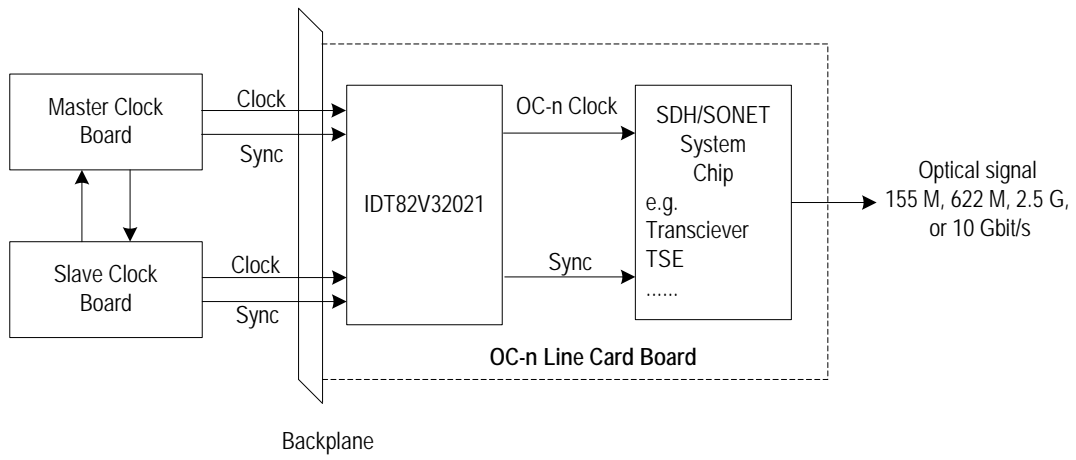 Master Clock
Board
Clock
Sync
Slave Clock
Board
Clock
Sync
IDT82V32021
OC-n Clock
Sync
SDH/SONET
System
Chip
e.g.
Transciever
TSE
......
Optical signal
155 M, 622 M, 2.5 G,
or 10 Gbit/s
OC-n Line Card Board
Backplane